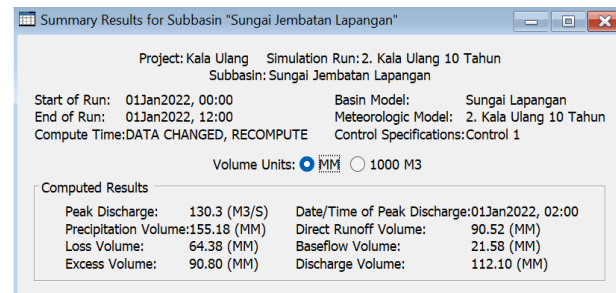 Summary Results for Subbasin "Sungai Jembatan Lapangan"
Project: Kala Ulang Simulation Run: 2. Kala Ulang 10 Tahun
Subbasin: Sungai Jembatan Lapangan
Start of Run: 01Jan2022, 00:00 Basin Model: Sungai Lapangan
End of Run: 01Jan2022, 12:00 Meteorologic Model: 2. Kala Ulang 10 Tahun
Compute Time:DATA CHANGED, RECOMPUTE Control Specifications:Control 1
Volume Units: MM 1000 M3
Computed Results
Peak Discharge: 130.3 (M3/S) Date/Time of Peak Discharge:01Jan2022, 02:00
Precipitation Volume:155.18 (MM) Direct Runoff Volume: 90.52 (MM)
Loss Volume: 64.38 (MM) Baseflow Volume: 21.58 (MM)
Excess Volume: 90.80 (MM) Discharge Volume: 112.10 (MM)